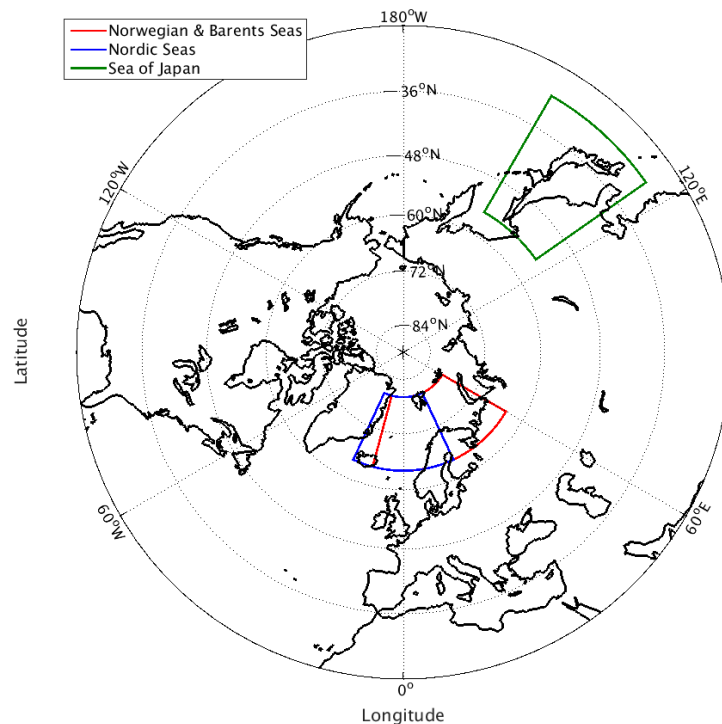 180°W
Norwegian & Barents Seas
Nordic Seas
Sea of Japan
36°N
48°N
120°W
120°E
60°N
72°N
84°N
Latitude
60°W
60°E
0°
Longitude